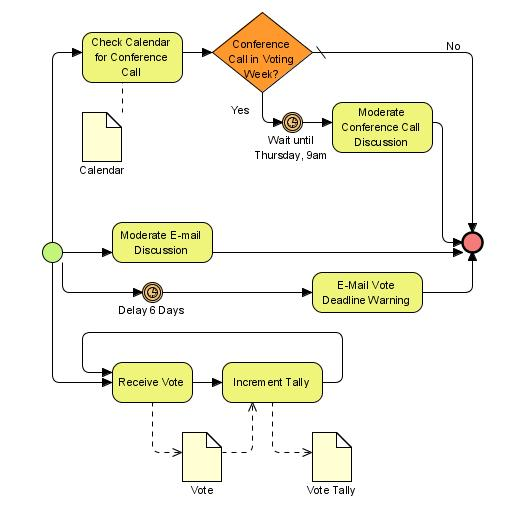 Check Calendar
for Conference
Call
Conference
Call in Voting
Week?
No
Yes
Calendar
Wait until
Thursday, 9am
Moderate
Conference Call
Discussion
Moderate E-mail
Discussion
Delay 6 Days
E-Mail Vote
Deadline Warning
Receive Vote
Increment Tally
Vote
Vote Tally